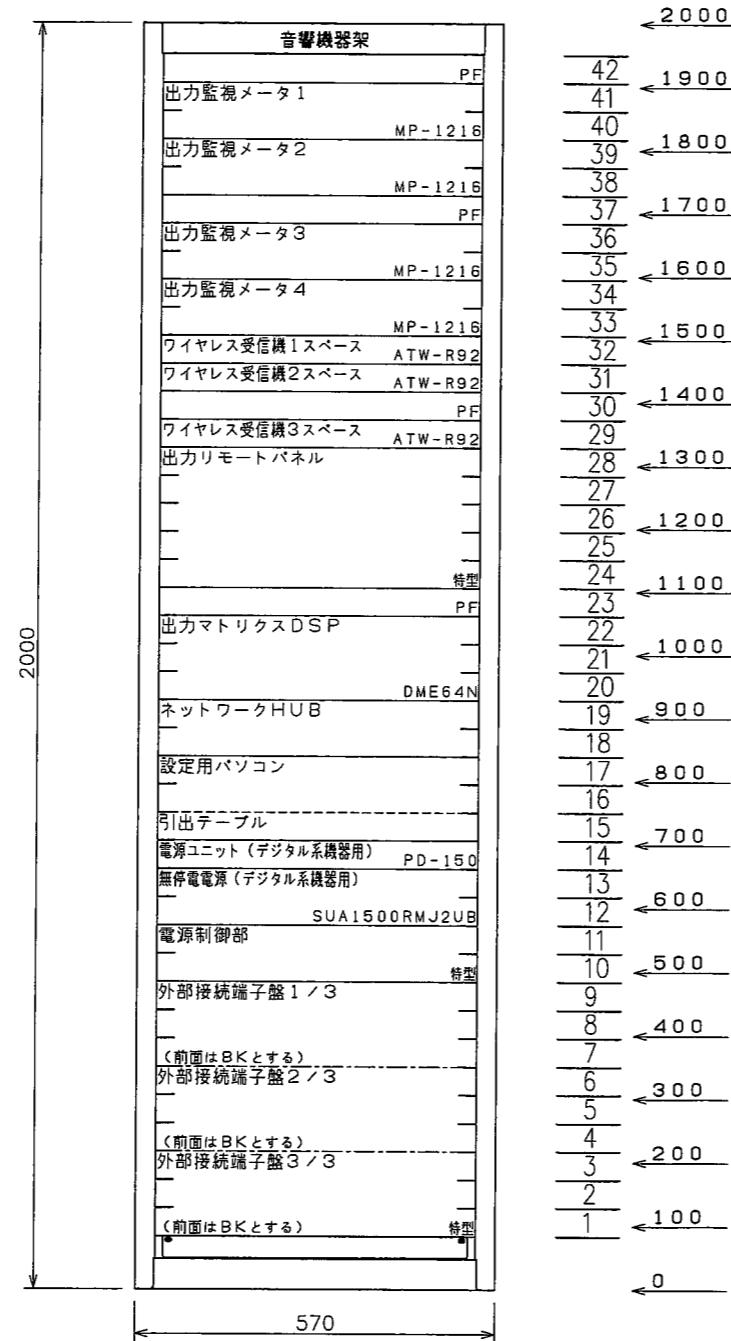 音響機器架
PF
出力監視メータ1
MP-1216
出力監視メータ2
MP-1216
PF
出力監視メータ3
MP-1216
出力監視メータ4
MP-1216
ワイヤレス受信機1スペース ATW-R92
ワイヤレス受信機2スペース ATW-R92
PF
ワイヤレス受信機3スペース ATW-R92
出力リモートパネル
特型
PF
出力マトリクスDSP
DME64N
ネットワークHUB
設定用パソコン
引出テーブル
電源ユニット(デジタル系機器用) PD-150
無停電電源(デジタル系機器用)
SUA1500RMJ2UB
電源制御部
特型
外部接続端子盤1/3
(前面はBKとする)
外部接続端子盤2/3
(前面はBKとする)
外部接続端子盤3/3
(前面はBKとする) 特型
2000
570
42
41
40
39
38
37
36
35
34
33
32
31
30
29
28
27
26
25
24
23
22
21
20
19
18
17
16
15
14
13
12
11
10
9
8
7
6
5
4
3
2
1
2000
1900
1800
1700
1600
1500
1400
1300
1200
1100
1000
900
800
700
600
500
400
300
200
100
0